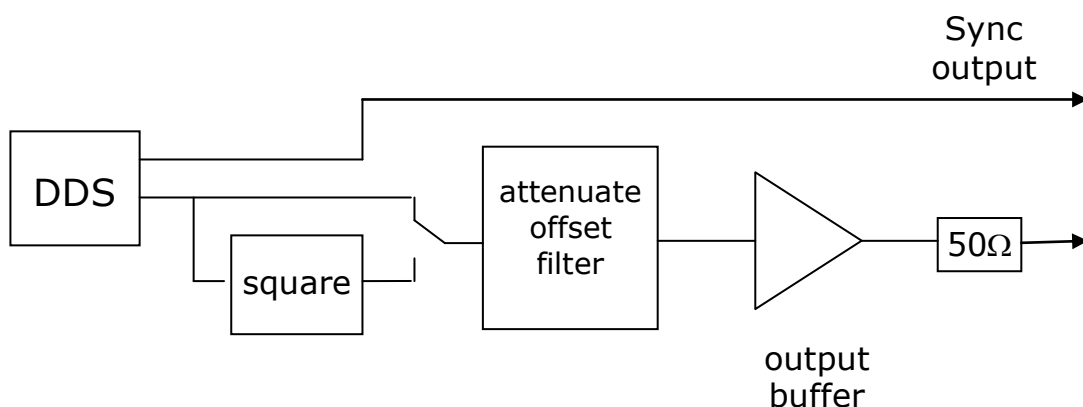 Sync
output
DDS
attenuate
offset
filter
square
50Ω
output
buffer